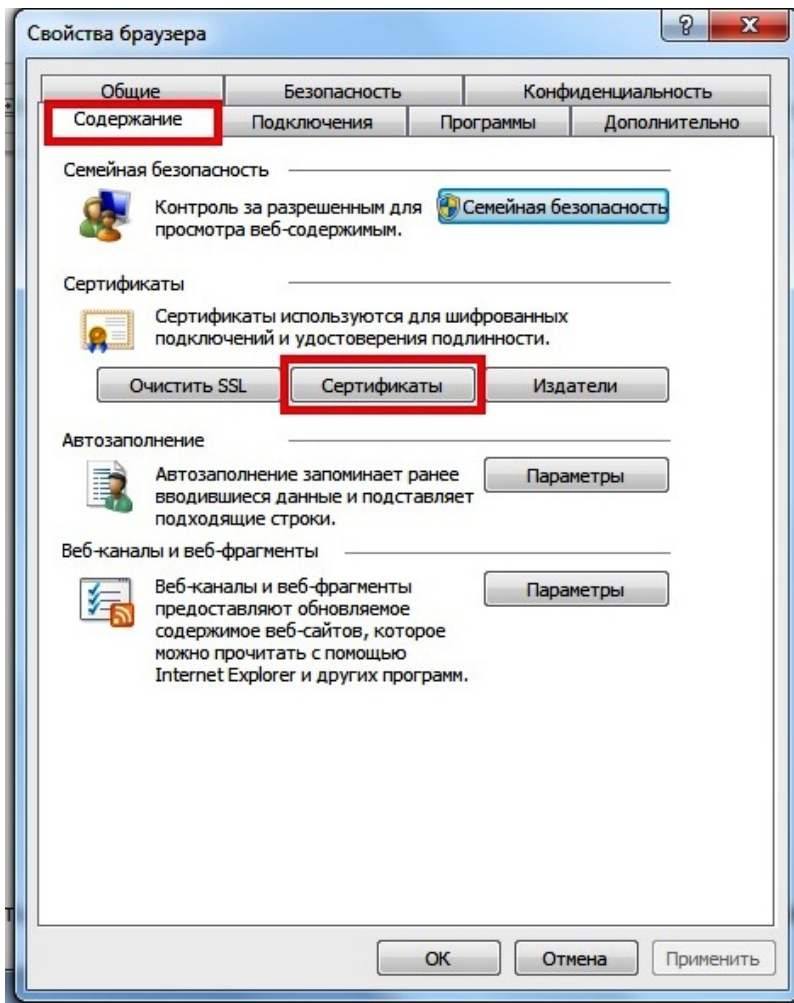 Свойства браузера
Общие
Безопасность
Конфиденциальность
Содержание
Подключения
Программы
Дополнительно
Семейная безопасность
Контроль за разрешенным для
просмотра веб-содержимым.
Семейная безопасность
Сертификаты
Сертификаты используются для шифрованных
подключений и удостоверения подлинности.
Очистить SSL
Сертификаты
Издатели
Автозаполнение
Автозаполнение запоминает ранее
вводившиеся данные и подставляет
подходящие строки.
Параметры
Веб-каналы и веб-фрагменты
Веб-каналы и веб-фрагменты
предоставляют обновляемое
содержимое веб-сайтов, которое
можно прочитать с помощью
Internet Explorer и других программ.
Параметры
ОК
Отмена
Применить